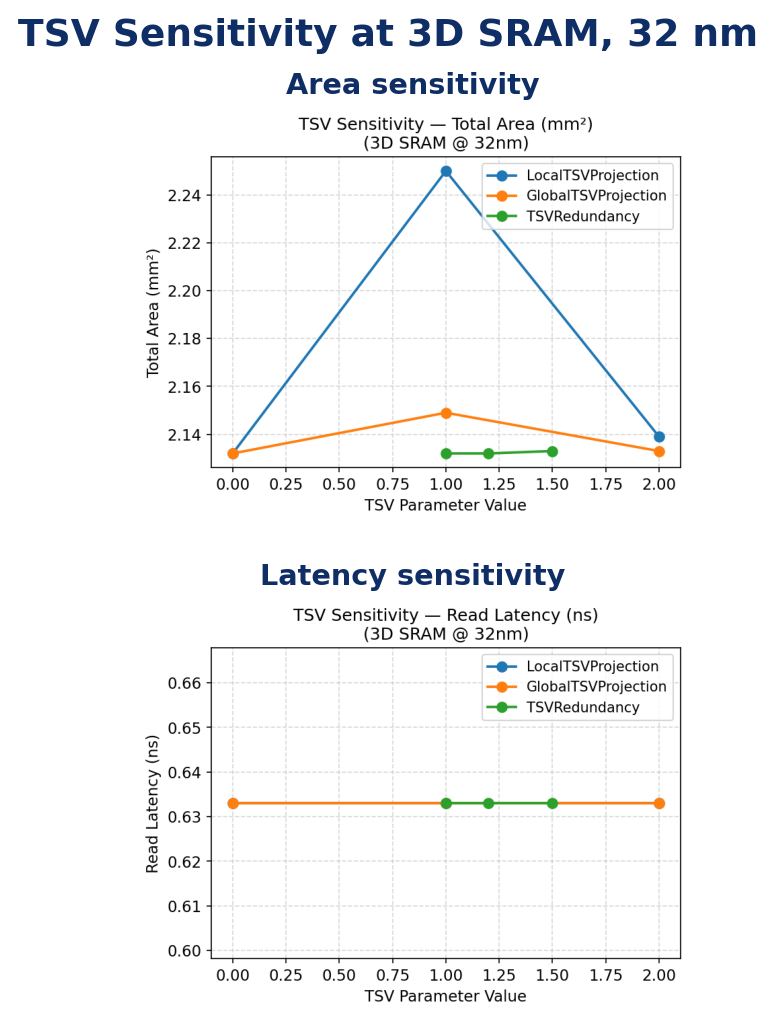 TSV Sensitivity at 3D SRAM, 32 nm
Area sensitivity
TSV Sensitivity — Total Area (mm²)
(3D SRAM @ 32nm)
LocalTSVProjection
GlobalTSVProjection
TSVRedundancy
Total Area (mm²)
2.24
2.22
2.20
2.18
2.16
2.14
0.00 0.25 0.50 0.75 1.00 1.25 1.50 1.75 2.00
TSV Parameter Value
Latency sensitivity
TSV Sensitivity — Read Latency (ns)
(3D SRAM @ 32nm)
LocalTSVProjection
GlobalTSVProjection
TSVRedundancy
Read Latency (ns)
0.66
0.65
0.64
0.63
0.62
0.61
0.60
0.00 0.25 0.50 0.75 1.00 1.25 1.50 1.75 2.00
TSV Parameter Value